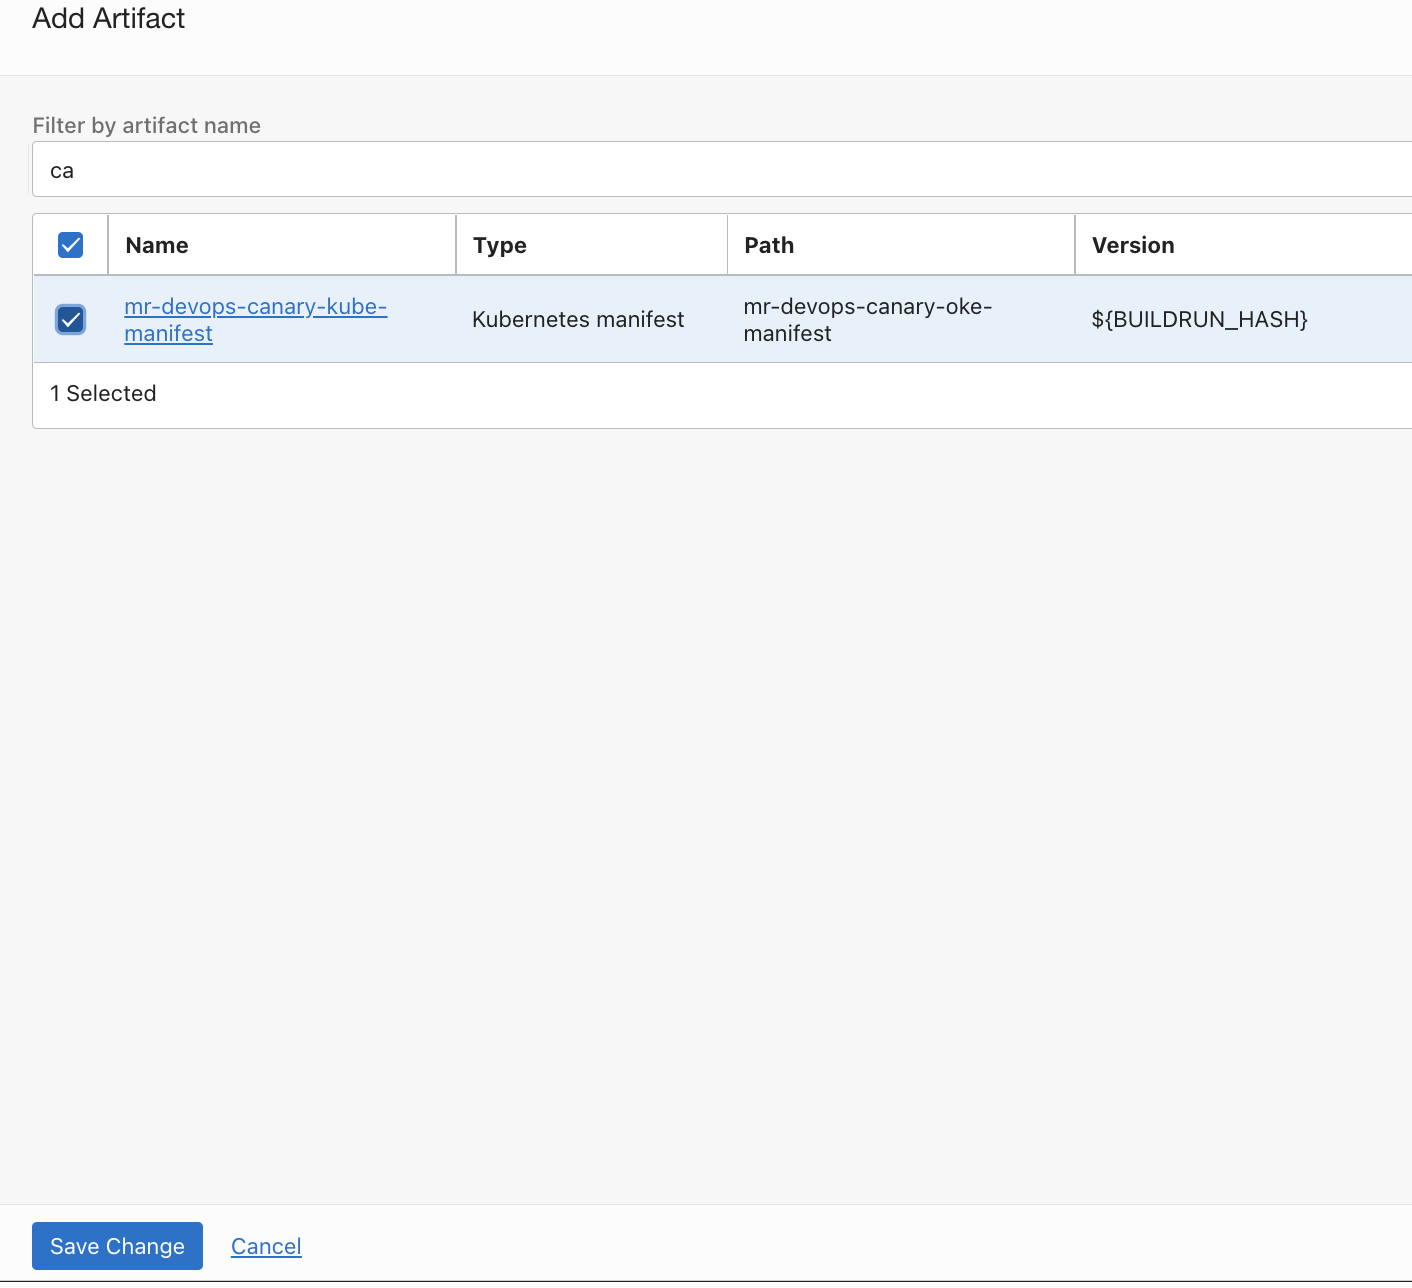 Add Artifact
Filter by artifact name
ca
Name Type Path Version
mr-devops-canary-kube-
manifest
Kubernetes manifest
mr-devops-canary-oke-
manifest
${BUILDRUN_HASH}
1 Selected
Save Change Cancel